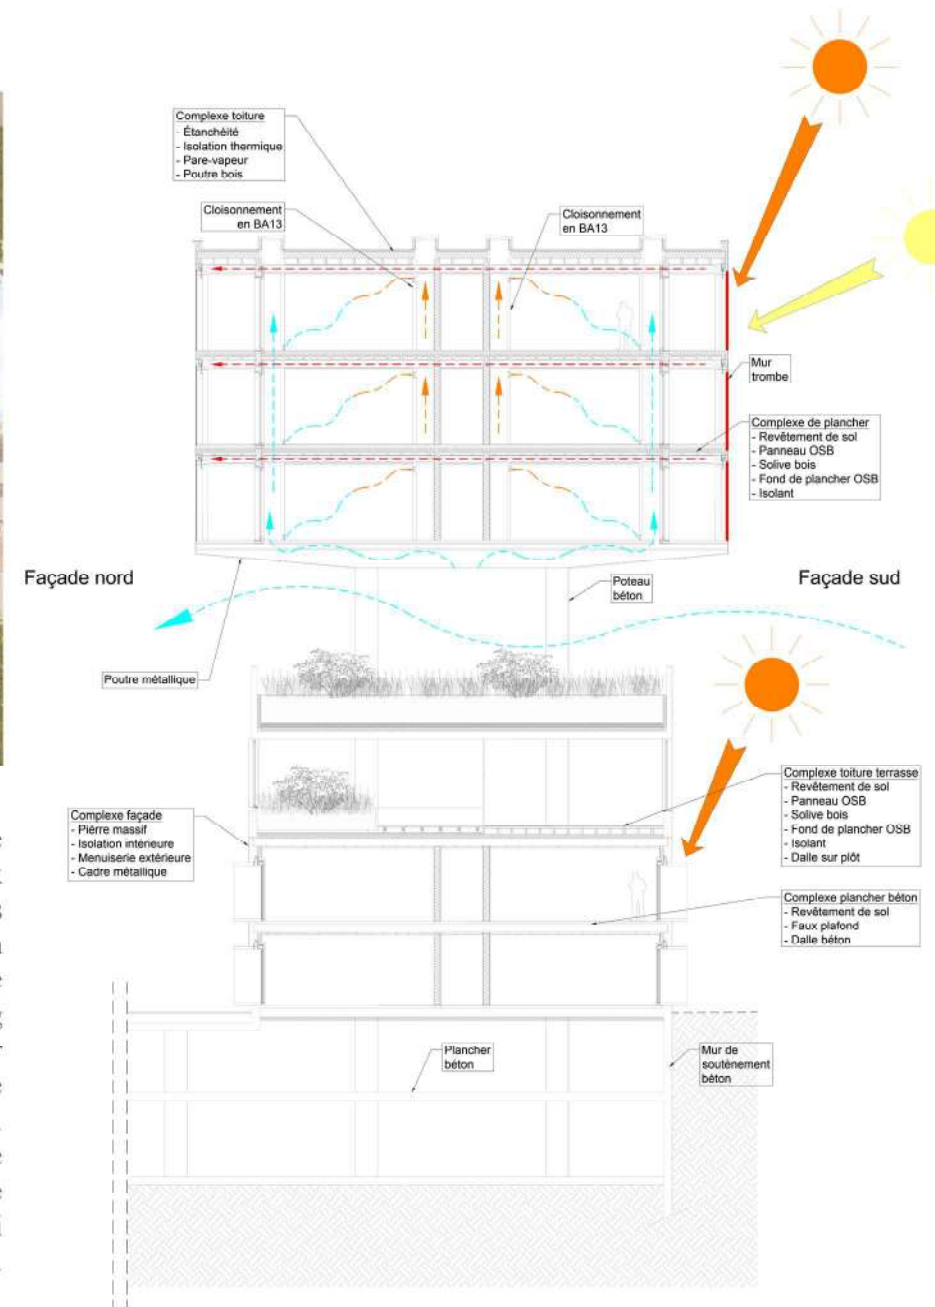 Complexe toiture
- Étanchéité
- Isolation thermique
- Pare-vapeur
- Poutre bois
Cloisonnement
en BA13
Cloisonnement
en BA13
Mur
trombe
Complexe de plancher
- Revêtement de sol
- Panneau OSB
- Solive bois
- Fond de plancher OSB
- Isolant
Façade nord
Façade sud
Poteau
béton
Poutre métallique
Complexe toiture terrasse
- Revêtement de sol
- Panneau OSB
- Solive bois
- Fond de plancher OSB
- Isolant
- Dalle sur plôt
Complexe façade
- Pièrre massif
- Isolation intérieure
- Menuiserie extérieure
- Cadre métallique
Complexe plancher béton
- Revêtement de sol
- Faux plafond
- Dalle béton
Plancher
béton
Mur de
soutènement
béton